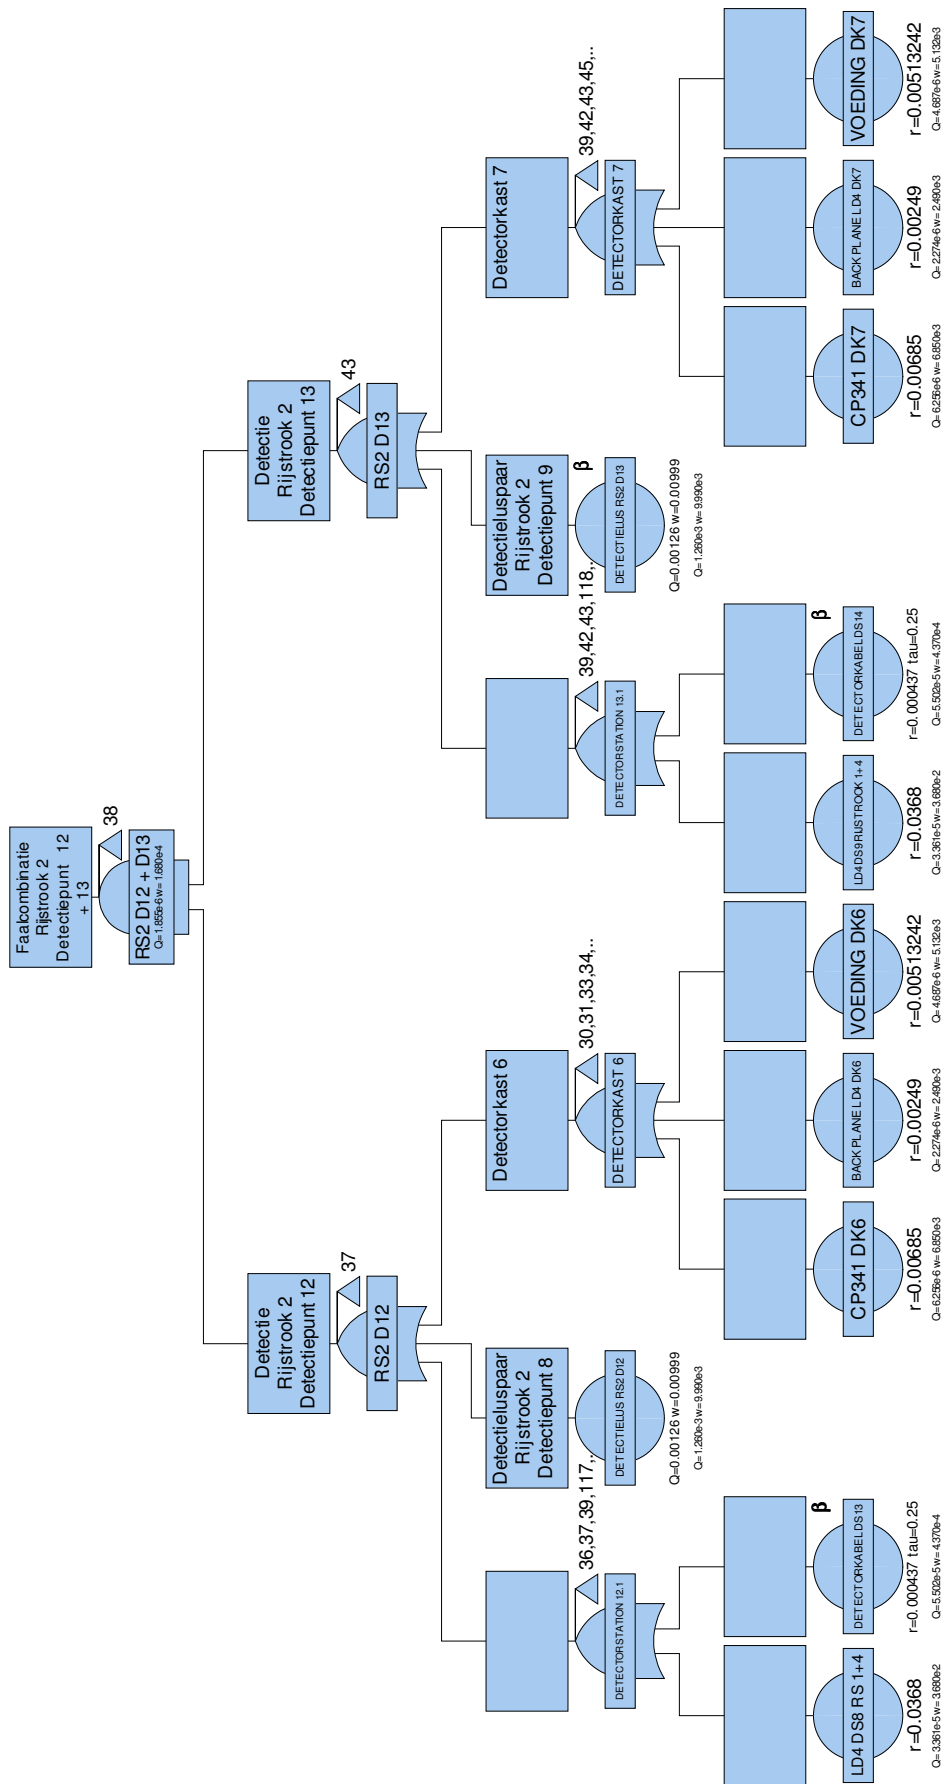 Faalcombinatie
Rijstrook 2
Detectiepunt 12
+ 13
38
RS2 D12 + D13
Q=1.855e-6 w=1.680e-4
Detectie
Rijstrook 2
Detectiepunt 12
37
RS2 D12
Detectie
Rijstrook 2
Detectiepunt 13
43
RS2 D13
36,37,39,117,..
DETECTORSTATION 12.1
Detectieluspaar
Rijstrook 2
Detectiepunt 8
DETECTIELUS RS2 D12
Q=0.00126 w=0.00999
Q=1.260e-3 w=9.990e-3
Detectorkast 6
30,31,33,34,..
DETECTORKAST 6
39,42,43,118,..
DETECTORSTATION 13.1
Detectieluspaar
Rijstrook 2
Detectiepunt 9
β
DETECTIELUS RS2 D13
Q=0.00126 w=0.00999
Q=1.260e-3 w=9.990e-3
Detectorkast 7
39,42,43,45,..
DETECTORKAST 7
LD4 DS8 RS 1+4
r=0.0368
Q=3.361e-5 w=3.680e-2
β
DETECTORKABEL DS13
r=0.000437 tau=0.25
Q=5.502e-5 w=4.370e-4
CP341 DK6
r=0.00685
Q=6.256e-6 w=6.850e-3
BACKPLANE LD4 DK6
r=0.00249
Q=2.274e-6 w=2.490e-3
VOEDING DK6
r=0.00513242
Q=4.687e-6 w=5.132e-3
LD4 DS9 RIJSTROOK 1+4
r=0.0368
Q=3.361e-5 w=3.680e-2
β
DETECTORKABEL DS14
r=0.000437 tau=0.25
Q=5.502e-5 w=4.370e-4
CP341 DK7
r=0.00685
Q=6.256e-6 w=6.850e-3
BACKPLANE LD4 DK7
r=0.00249
Q=2.274e-6 w=2.490e-3
VOEDING DK7
r=0.00513242
Q=4.687e-6 w=5.132e-3